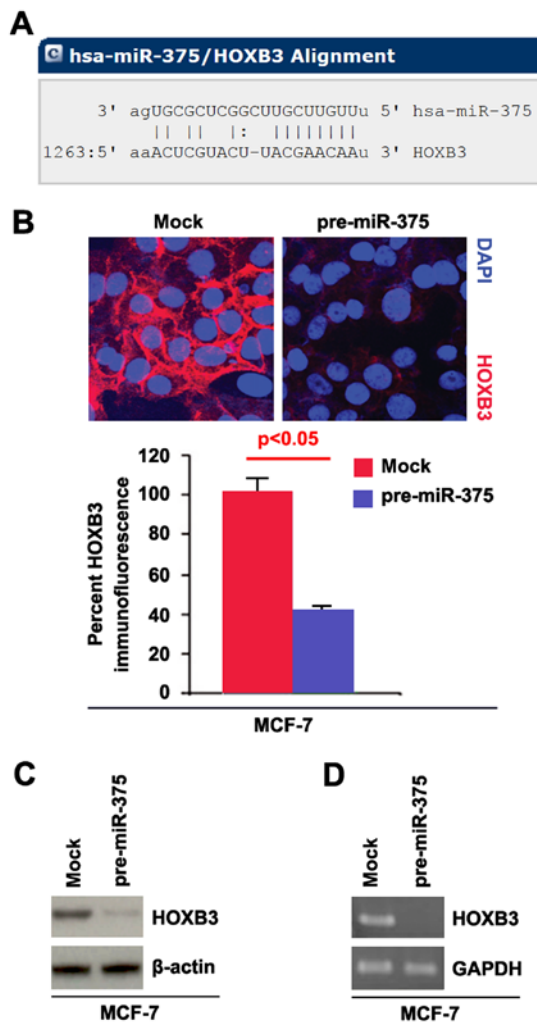 A
hsa-miR-375/HOXB3 Alignment
3' agUGCGCUCGGCUUGCUUGUUu 5' hsa-miR-375
|| || |: ||||||||
1263:5' aaACUCGUACU-UACGAACAAu 3' HOXB3
B
Mock pre-miR-375
DAPI
HOXB3
p<0.05
Mock
pre-miR-375
Percent HOXB3
immunofluorescence
120
100
80
60
40
20
0
MCF-7
C
Mock
pre-miR-375
HOXB3
β-actin
MCF-7
D
Mock
pre-miR-375
HOXB3
GAPDH
MCF-7